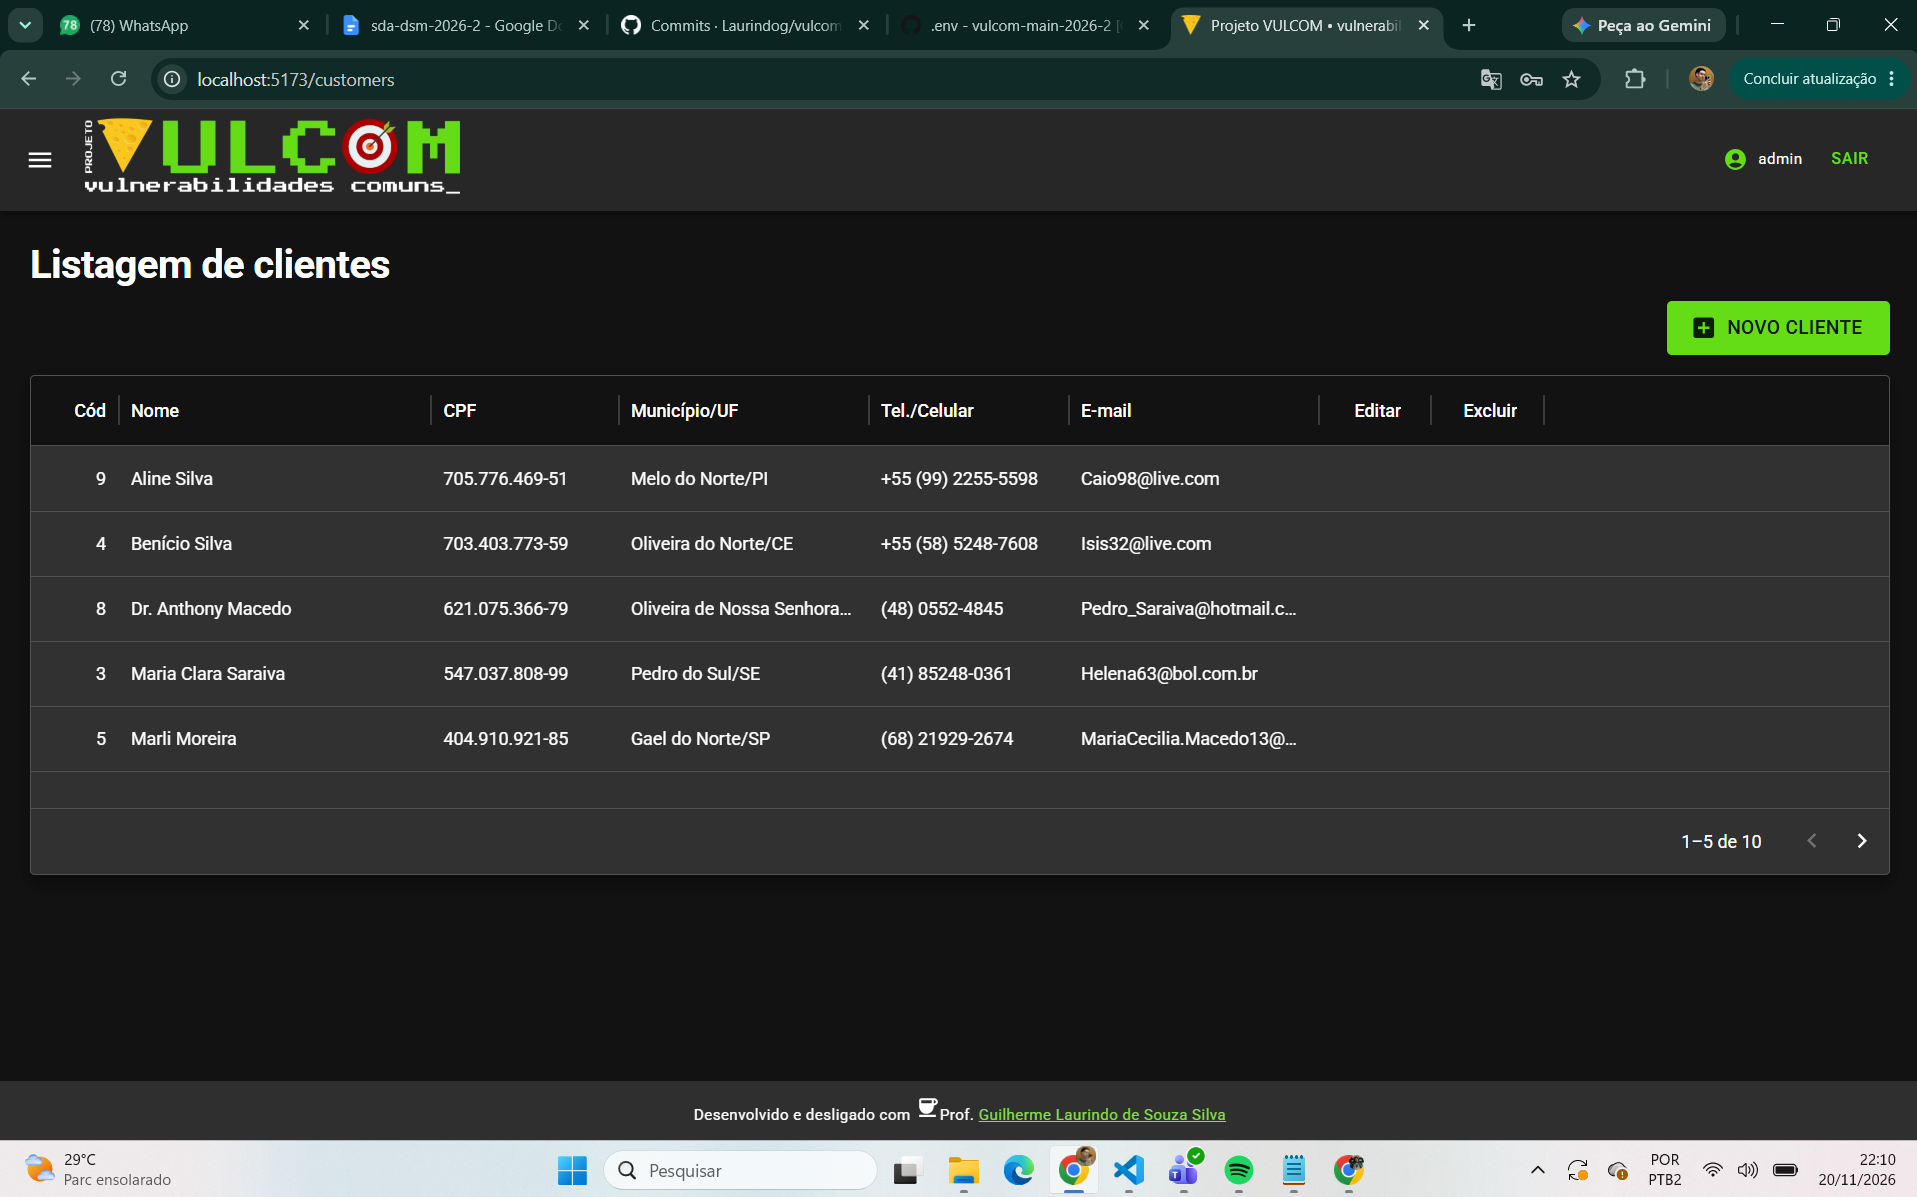 78 (78) WhatsApp
sda-dsm-2026-2 - Google Do
Commits · Laurindog/vulcom
.env - vulcom-main-2026-2 [
Projeto VULCOM • vulnerabil
Peça ao Gemini
localhost:5173/customers
Concluir atualização
PROJETO
VULCOM
vulnerabilidades comuns_
admin
SAIR
Listagem de clientes
NOVO CLIENTE
Cód Nome CPF Município/UF Tel./Celular E-mail Editar Excluir
9 Aline Silva 705.776.469-51 Melo do Norte/PI +55 (99) 2255-5598 Caio98@live.com
4 Benício Silva 703.403.773-59 Oliveira do Norte/CE +55 (58) 5248-7608 Isis32@live.com
8 Dr. Anthony Macedo 621.075.366-79 Oliveira de Nossa Senhora... (48) 0552-4845 Pedro_Saraiva@hotmail.c...
3 Maria Clara Saraiva 547.037.808-99 Pedro do Sul/SE (41) 85248-0361 Helena63@bol.com.br
5 Marli Moreira 404.910.921-85 Gael do Norte/SP (68) 21929-2674 MariaCecilia.Macedo13@...
1–5 de 10
Desenvolvido e desligado com Prof. Guilherme Laurindo de Souza Silva
29°C
Parc ensolarado
Pesquisar
POR
PTB2
22:10
20/11/2026